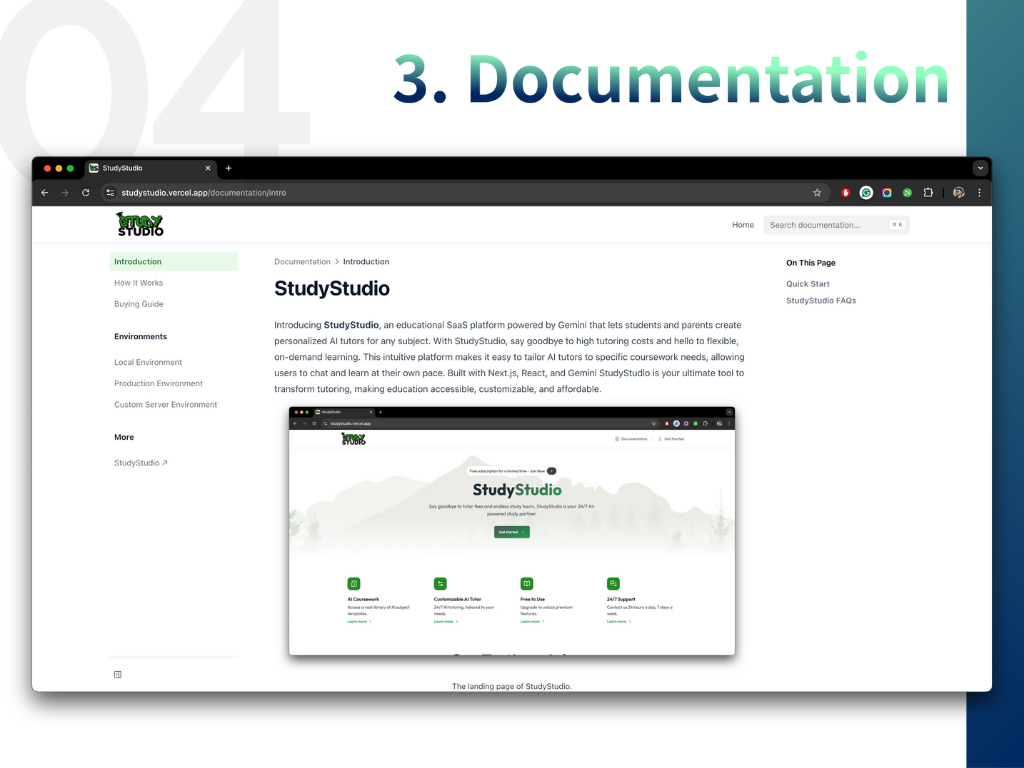 04
3. Documentation
StudyStudio
studystudio.vercel.app/documentation/intro
STUDY
STUDIO
Home
Search documentation...
⌘ K
Introduction
How It Works
Buying Guide
Environments
Local Environment
Production Environment
Custom Server Environment
More
StudyStudio ↗
Documentation > Introduction
StudyStudio
Introducing StudyStudio, an educational SaaS platform powered by Gemini that lets students and parents create
personalized AI tutors for any subject. With StudyStudio, say goodbye to high tutoring costs and hello to flexible,
on-demand learning. This intuitive platform makes it easy to tailor AI tutors to specific coursework needs, allowing
users to chat and learn at their own pace. Built with Next.js, React, and Gemini StudyStudio is your ultimate tool to
transform tutoring, making education accessible, customizable, and affordable.
StudyStudio
studystudio.vercel.app
STUDY
STUDIO
Documentation
Get Started
Free subscription for a limited time - Join Now
StudyStudio
Say goodbye to tutor fees and endless study hours. StudyStudio is your 24/7 AI-
powered study partner.
Get started
AI Coursework
Access a vast library of AI subject
templates.
Learn more
Customizable AI Tutor
24/7 AI tutoring, tailored to your
needs.
Learn more
Free to Use
Upgrade to unlock premium
features.
Learn more
24/7 Support
Contact us 24 hours a day, 7 days a
week.
Learn more
The landing page of StudyStudio.
On This Page
Quick Start
StudyStudio FAQs